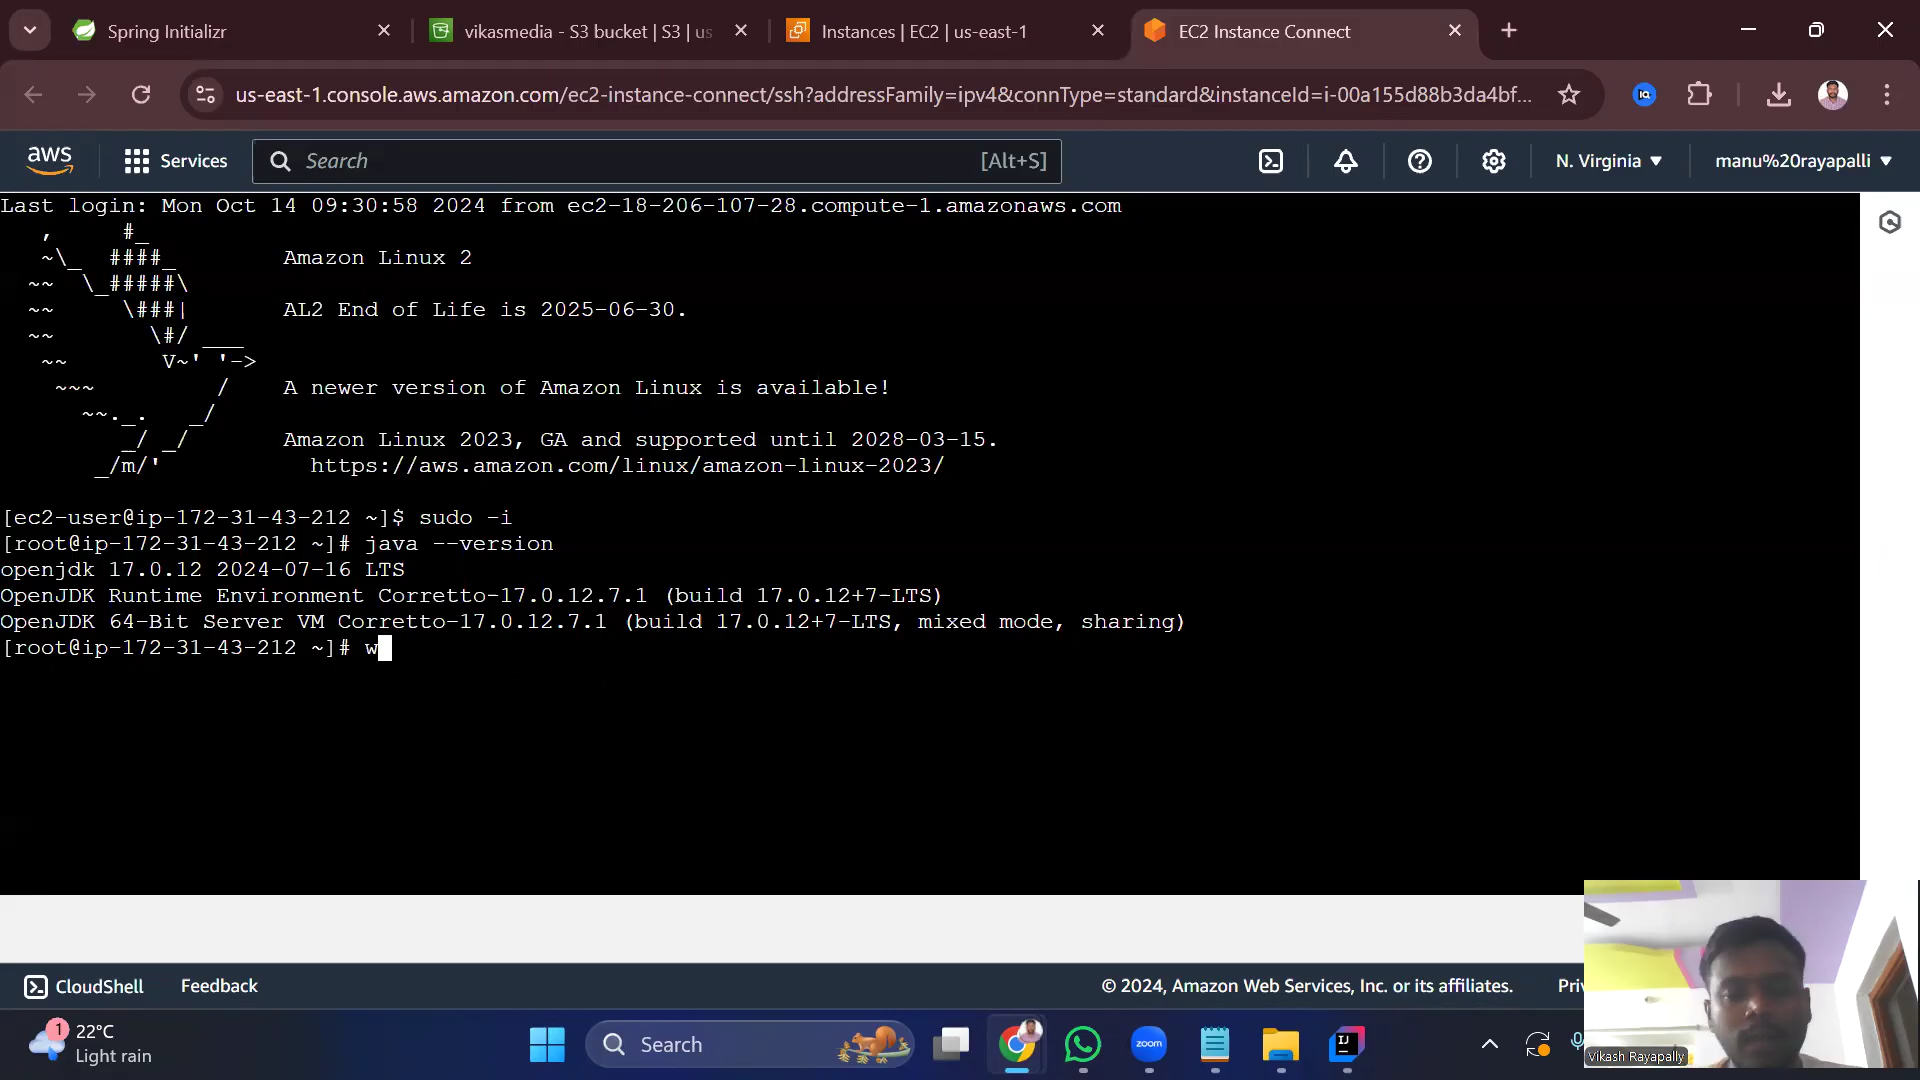 Spring Initializr
vikasmedia - S3 bucket | S3 | us
Instances | EC2 | us-east-1
EC2 Instance Connect
us-east-1.console.aws.amazon.com/ec2-instance-connect/ssh?addressFamily=ipv4&connType=standard&instanceId=i-00a155d88b3da4bf...
aws
Services
Search
[Alt+S]
N. Virginia
manu%20rayapalli
Last login: Mon Oct 14 09:30:58 2024 from ec2-18-206-107-28.compute-1.amazonaws.com
   ,     #_
   ~\_  ####_        Amazon Linux 2
  ~~  \_#####\
  ~~     \###|       AL2 End of Life is 2025-06-30.
  ~~       \#/ ___
   ~~       V~' '->
    ~~~         /    A newer version of Amazon Linux is available!
      ~~._.   _/
         _/ _/       Amazon Linux 2023, GA and supported until 2028-03-15.
       _/m/'           https://aws.amazon.com/linux/amazon-linux-2023/
[ec2-user@ip-172-31-43-212 ~]$ sudo -i
[root@ip-172-31-43-212 ~]# java --version
openjdk 17.0.12 2024-07-16 LTS
OpenJDK Runtime Environment Corretto-17.0.12.7.1 (build 17.0.12+7-LTS)
OpenJDK 64-Bit Server VM Corretto-17.0.12.7.1 (build 17.0.12+7-LTS, mixed mode, sharing)
[root@ip-172-31-43-212 ~]# w
CloudShell
Feedback
© 2024, Amazon Web Services, Inc. or its affiliates.
Pri
1
22°C
Light rain
Search
zoom
IJ
Vikash Rayapally